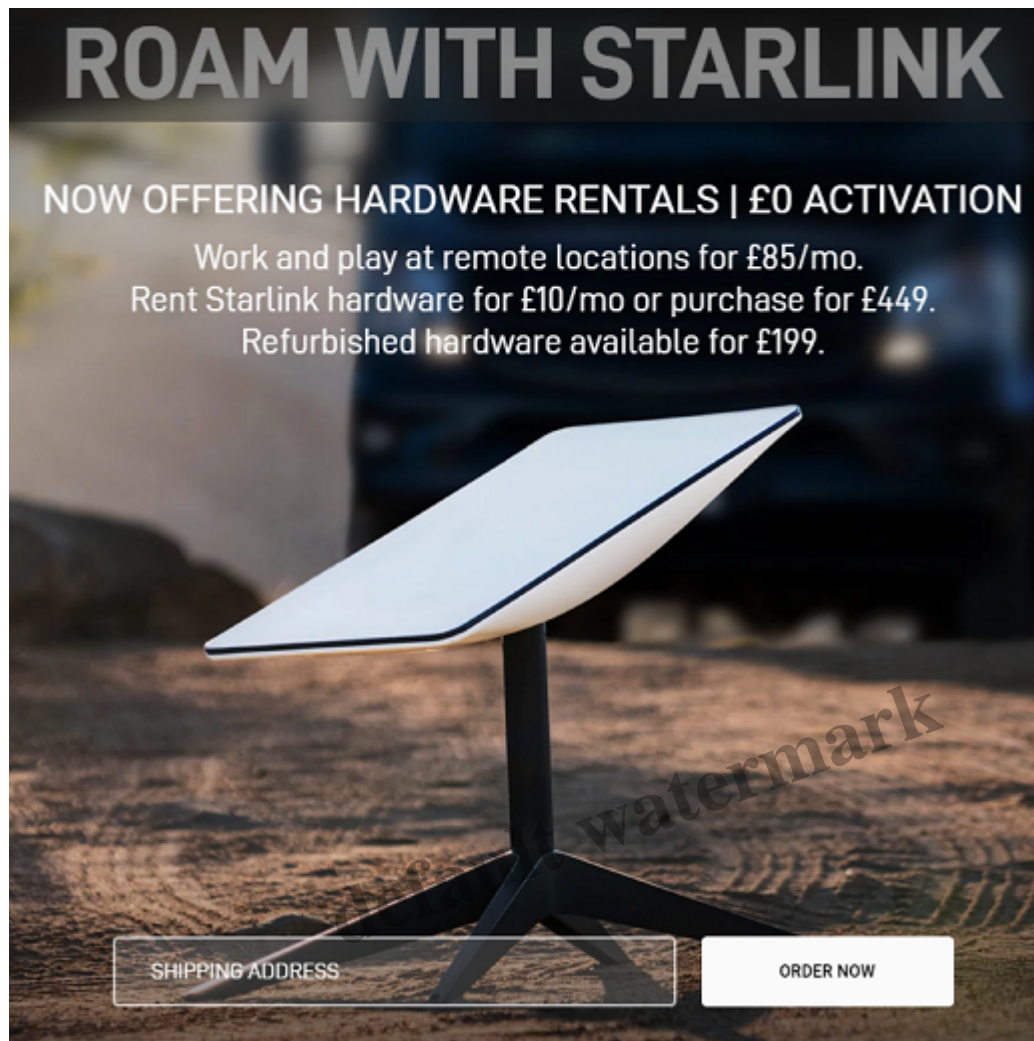 ROAM WITH STARLINK
NOW OFFERING HARDWARE RENTALS | £0 ACTIVATION
Work and play at remote locations for £85/mo.
Rent Starlink hardware for £10/mo or purchase for £449.
Refurbished hardware available for £199.
default watermark
SHIPPING ADDRESS
ORDER NOW